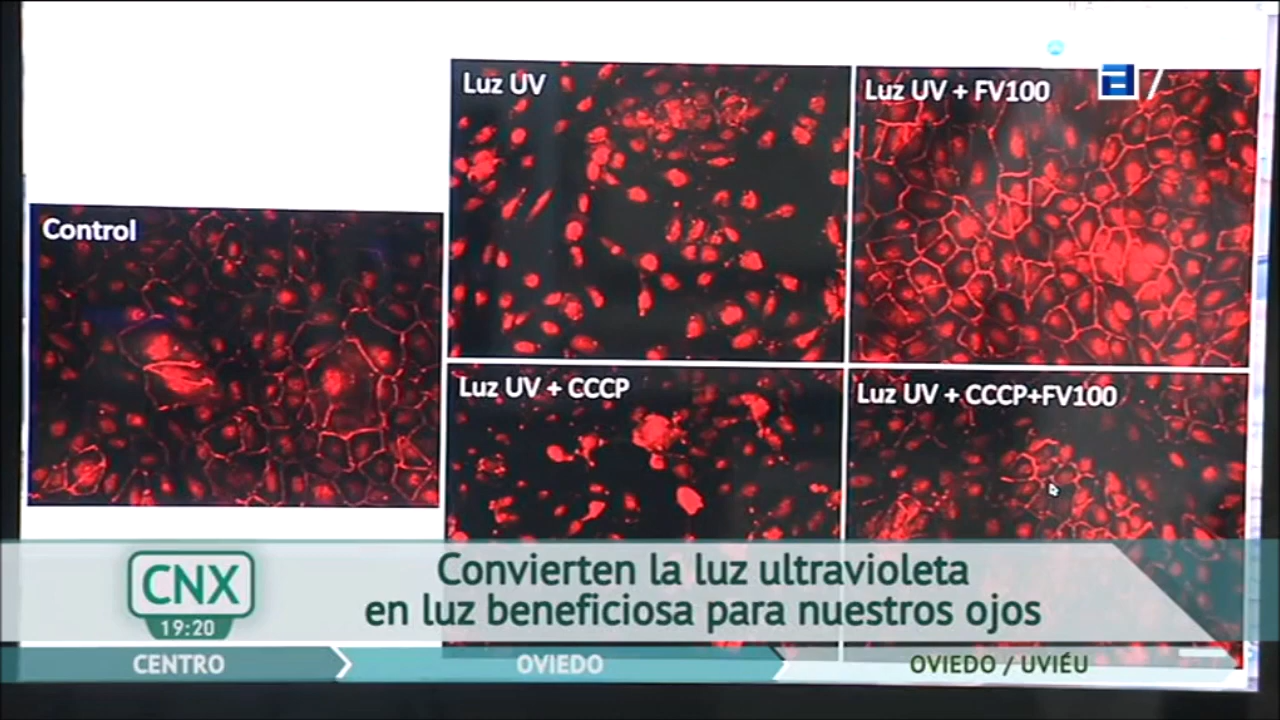 Luz UV
Luz UV + FV100
Control
Luz UV + CCCP
Luz UV + CCCP+FV100
CNX
19:20
Convierten la luz ultravioleta
en luz beneficiosa para nuestros ojos
CENTRO
OVIEDO
OVIEDO / UVIÉU